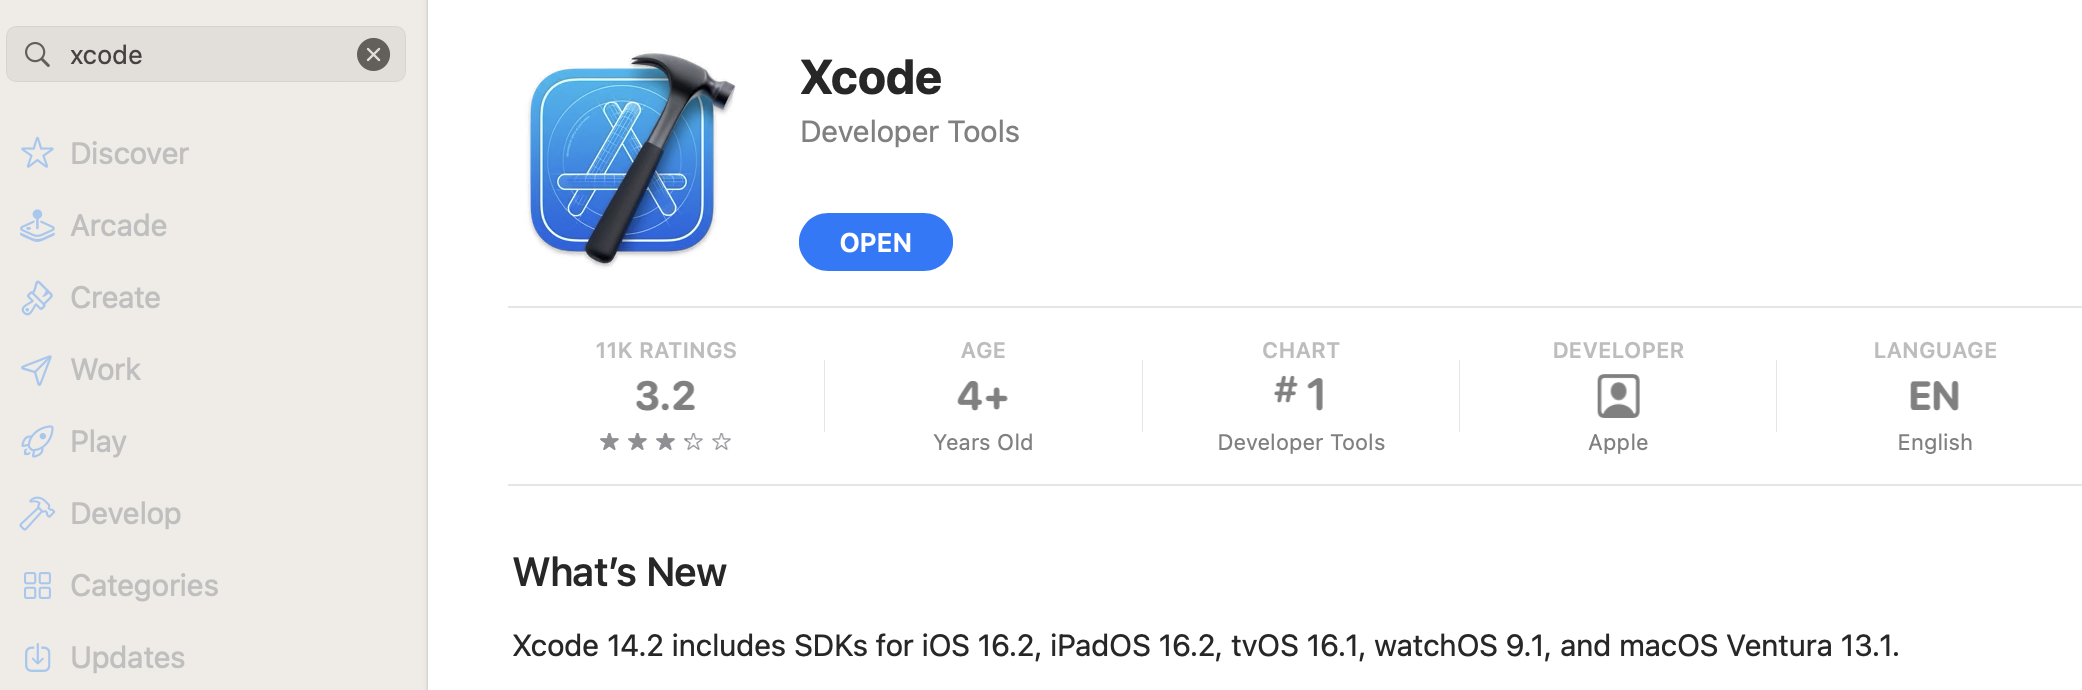 xcode
Discover
Arcade
Create
Work
Play
Develop
Categories
Updates
Xcode
Developer Tools
OPEN
11K RATINGS
3.2
AGE
4+
Years Old
CHART
#1
Developer Tools
DEVELOPER
Apple
LANGUAGE
EN
English
What's New
Xcode 14.2 includes SDKs for iOS 16.2, iPadOS 16.2, tvOS 16.1, watchOS 9.1, and macOS Ventura 13.1.